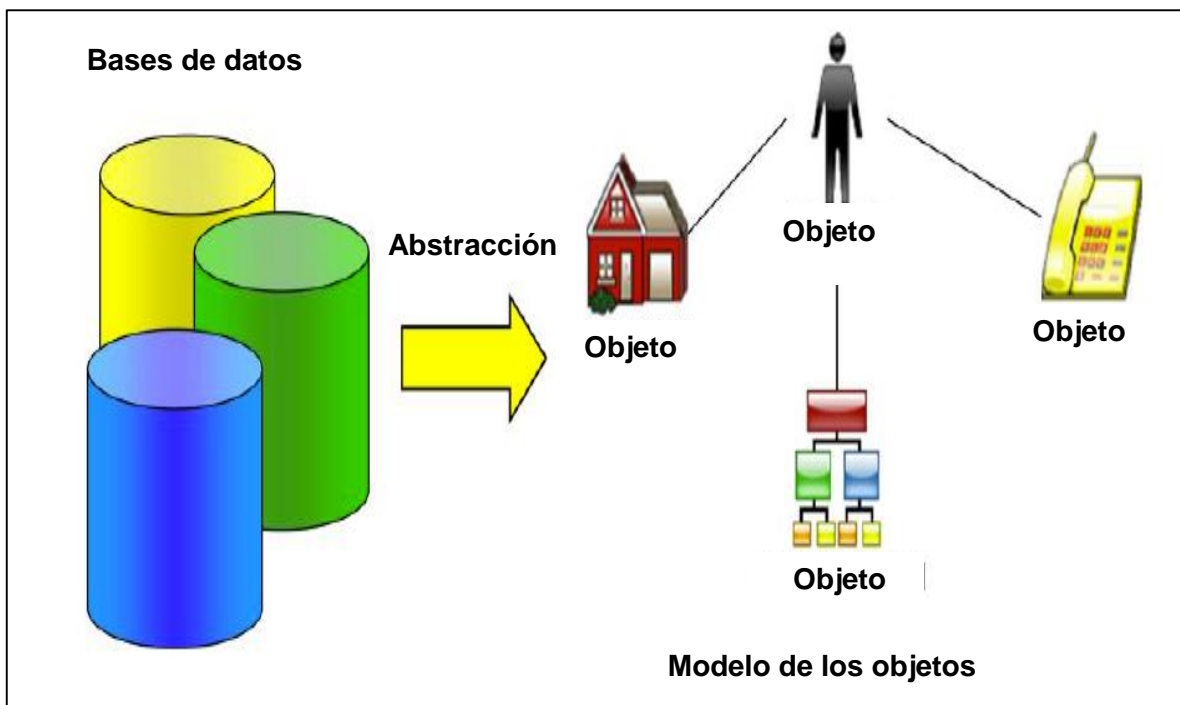 Bases de datos
Abstracción
Objeto
Objeto
Objeto
Objeto
Modelo de los objetos